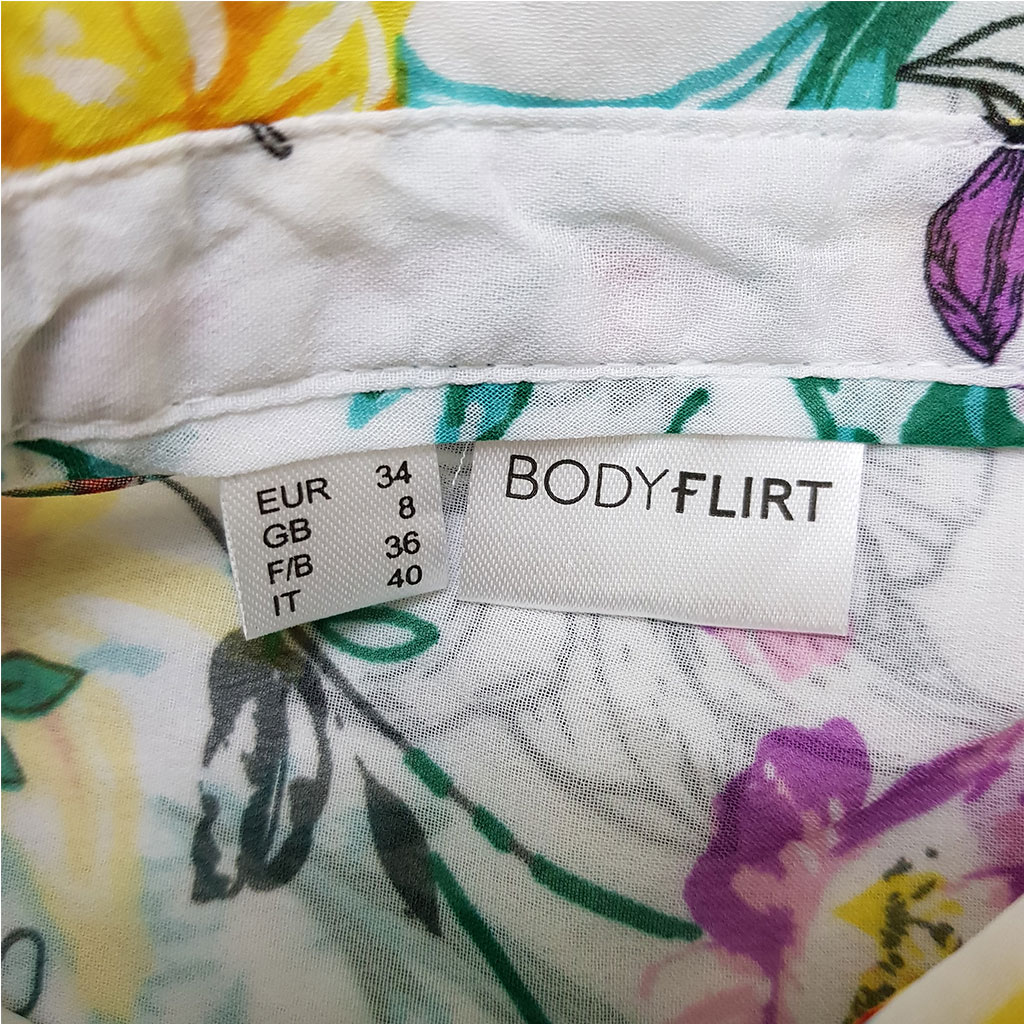 EUR 34
GB 8
F/B 36
IT 40
BODYFLIRT